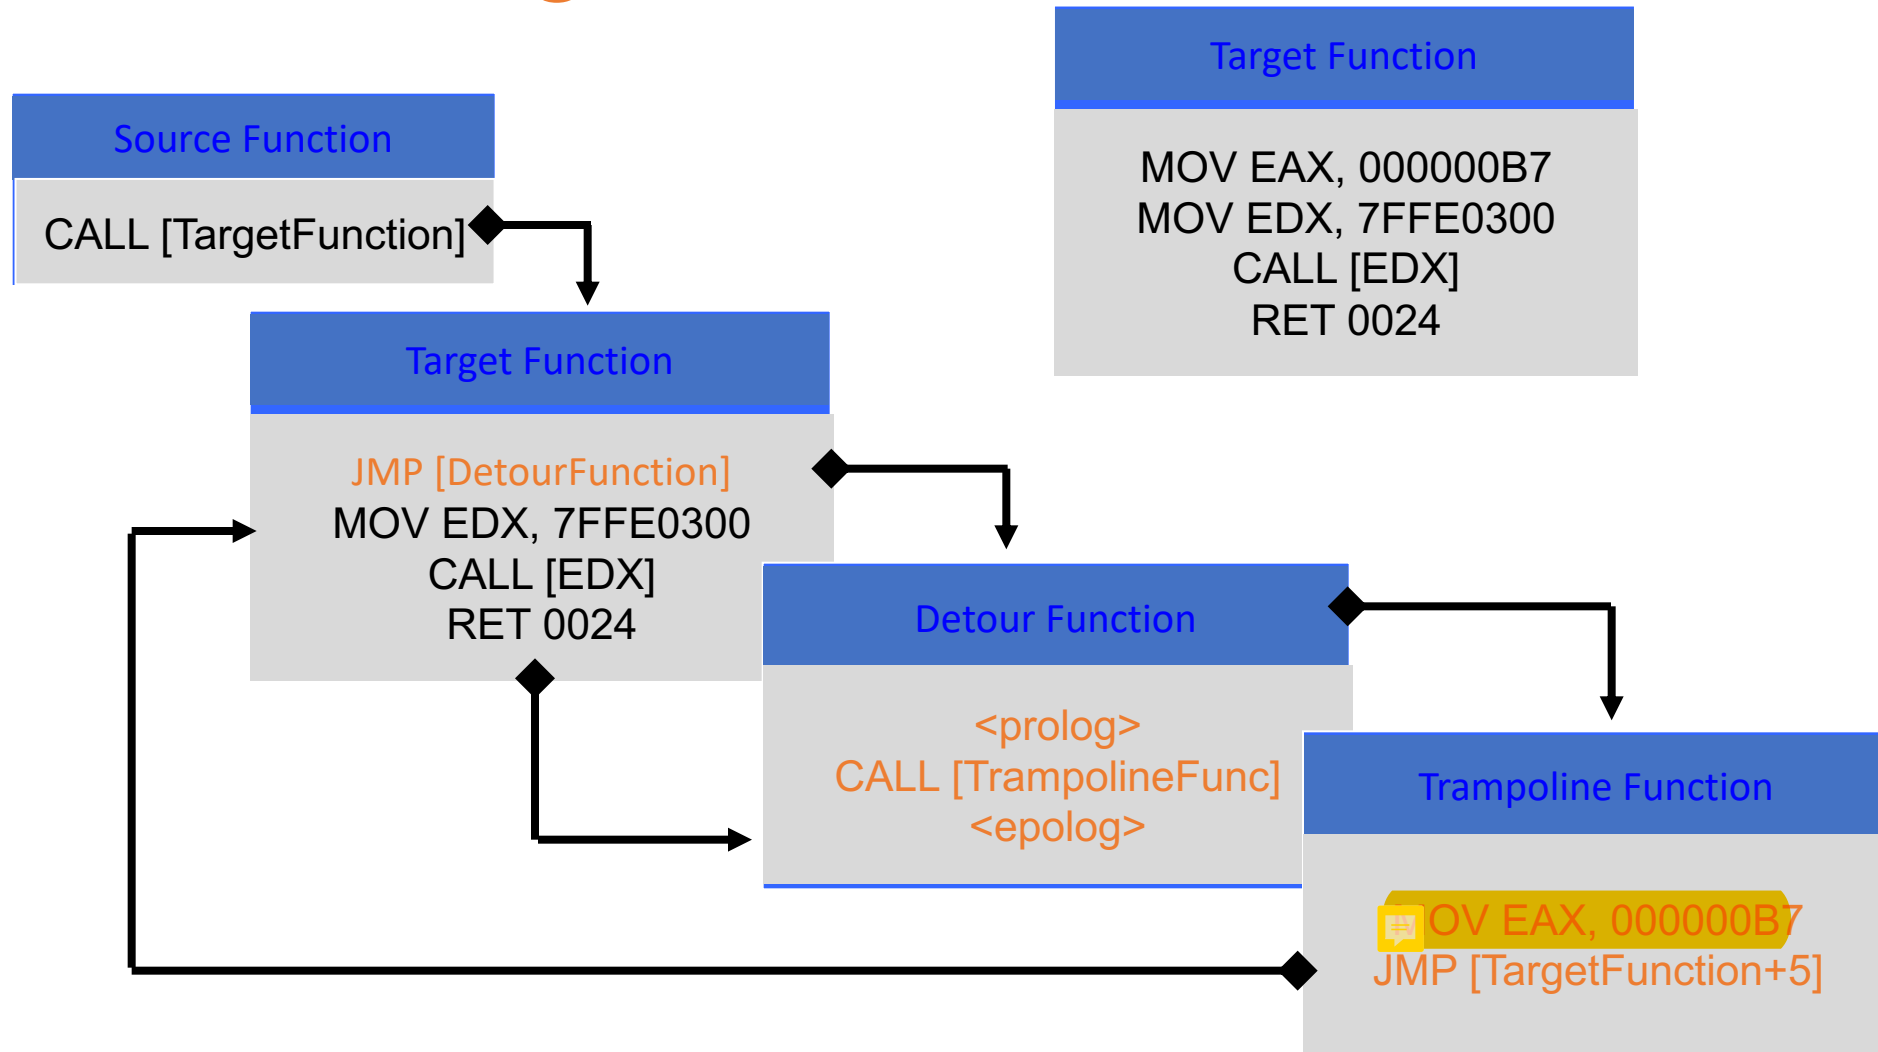 Target Function
MOV EAX, 000000B7
MOV EDX, 7FFE0300
CALL [EDX]
RET 0024
Source Function
CALL [TargetFunction]
Target Function
JMP [DetourFunction]
MOV EDX, 7FFE0300
CALL [EDX]
RET 0024
Detour Function
<prolog>
CALL [TrampolineFunc]
<epolog>
Trampoline Function
MOV EAX, 000000B7
JMP [TargetFunction+5]